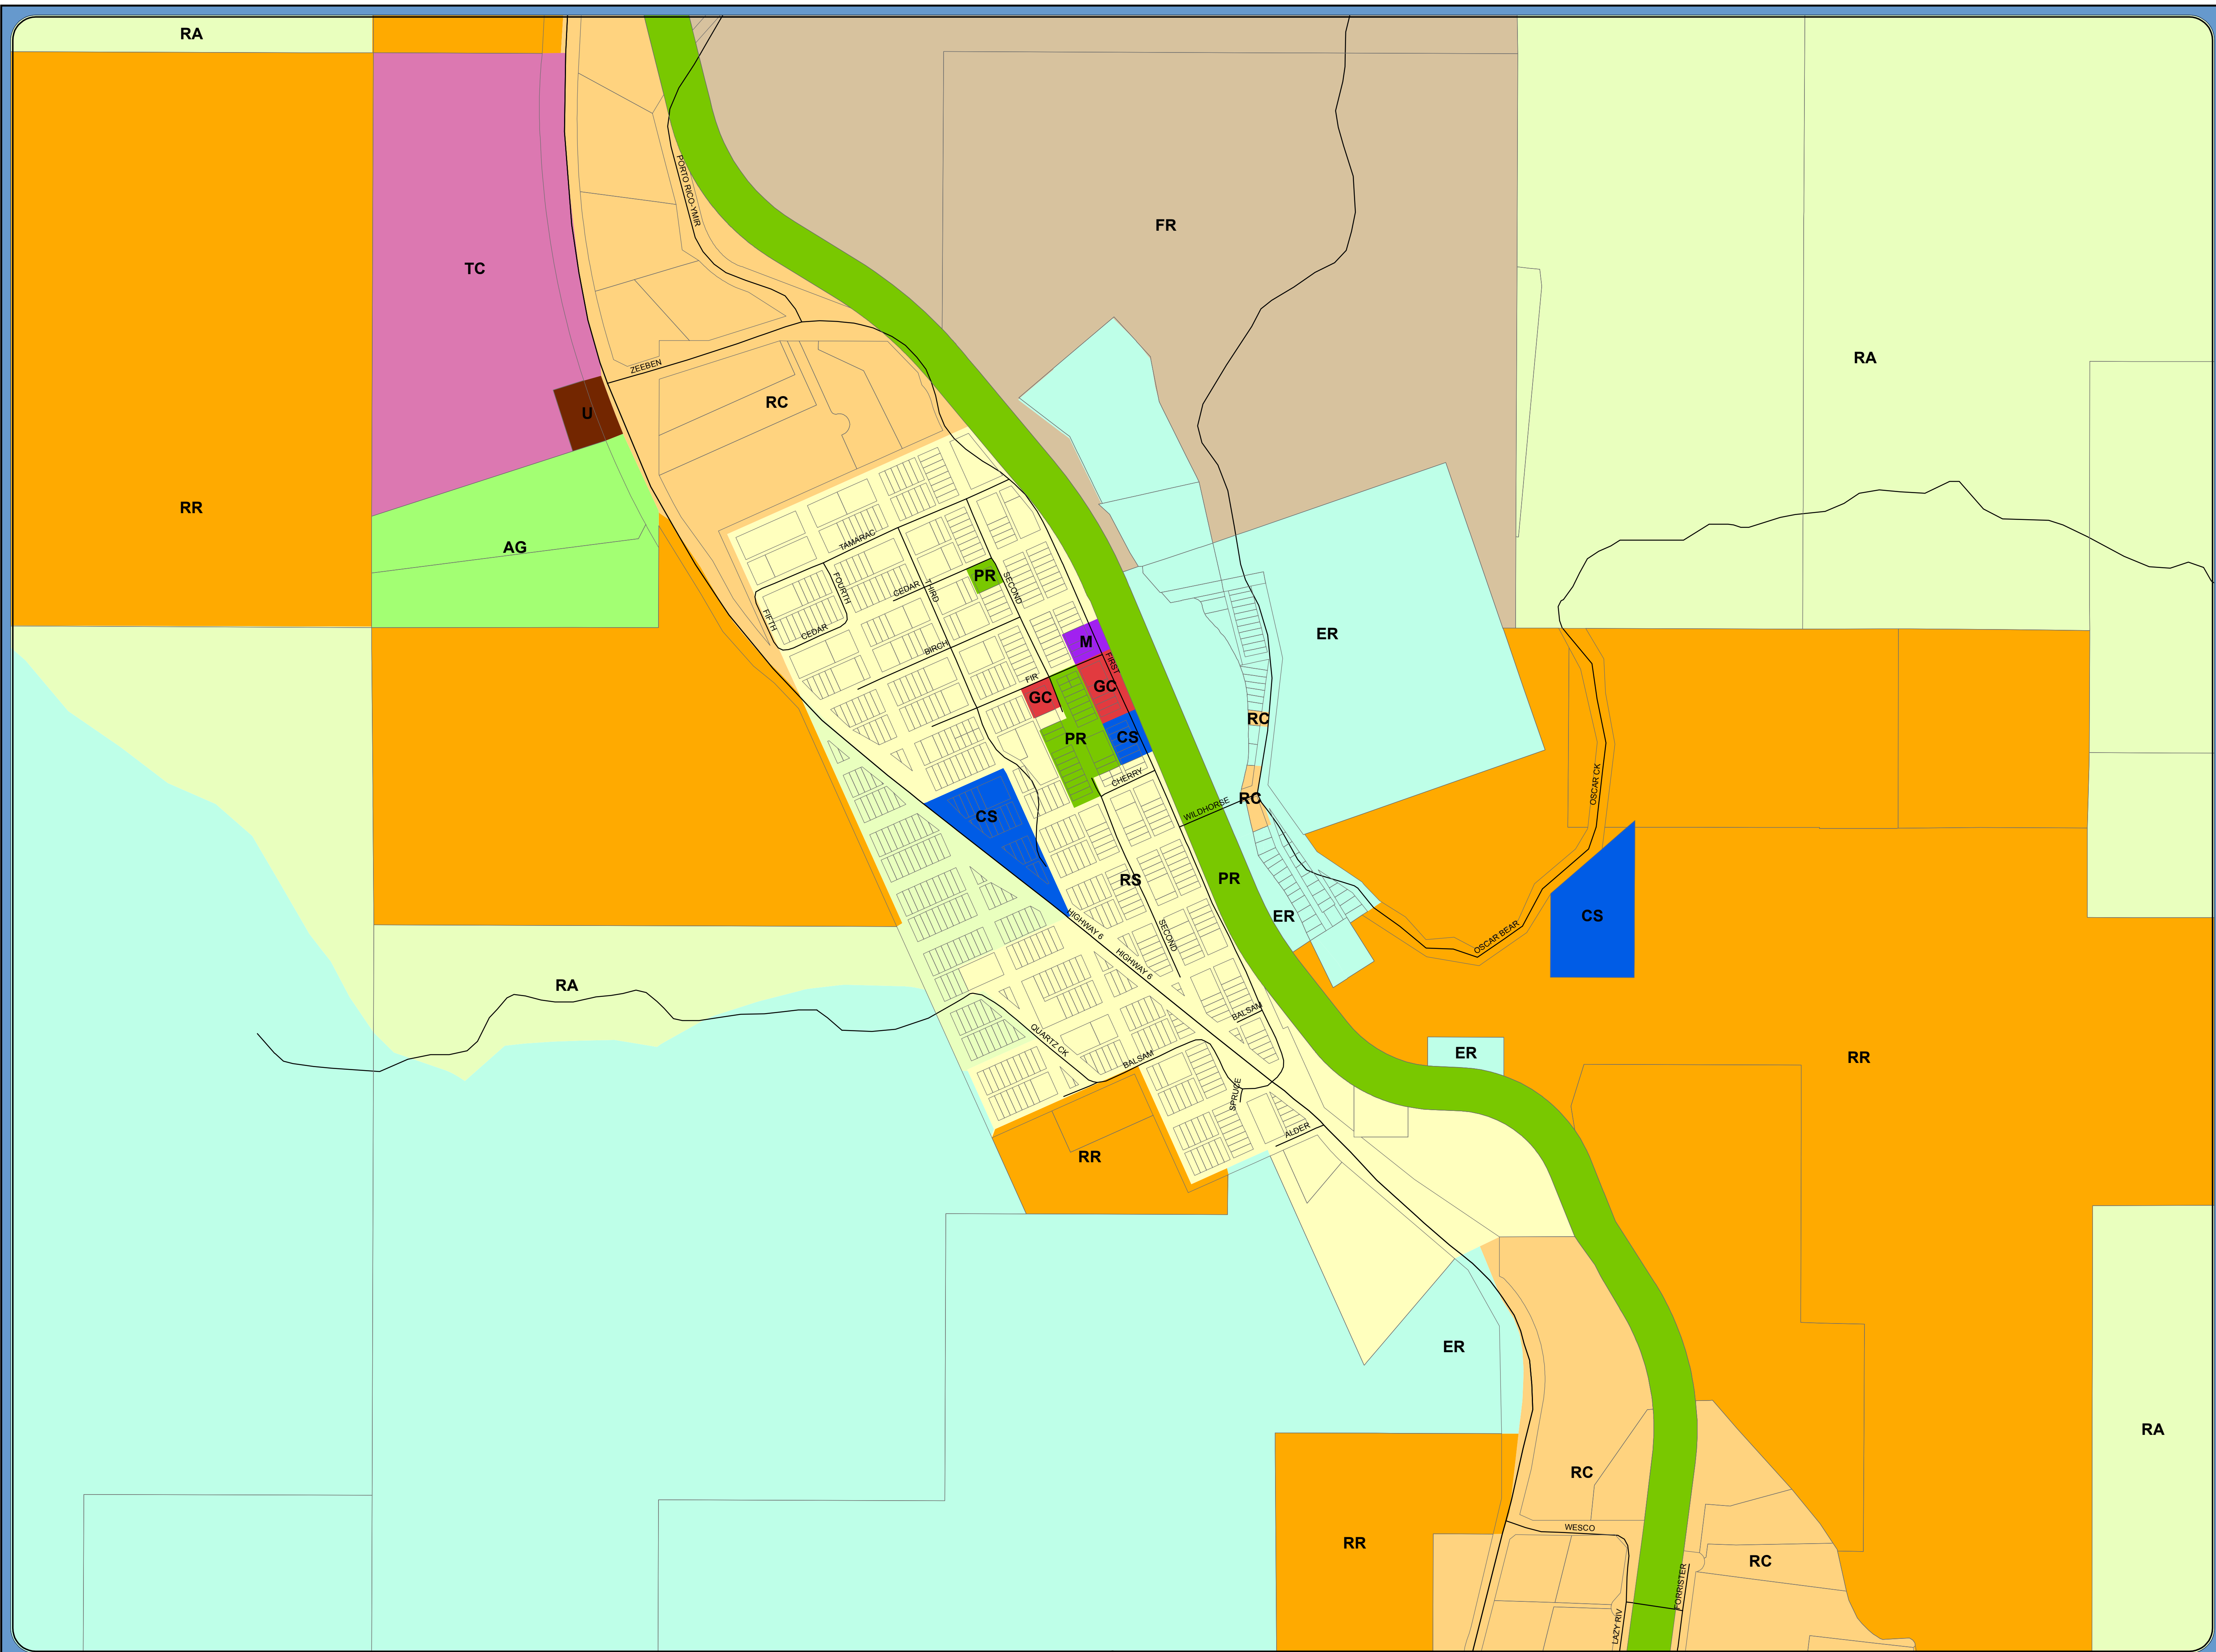 RA
PORTO RICO-YMIR
FR
TC
RA
ZEEBEN
RC
U
RR
AG
TAMARAC
PR
CEDAR
THIRD
SECOND
FOURTH
FIFTH
CEDAR
ER
M
BIRCH
FIRST
FIR
GC
GC
RC
CS
PR
CHERRY
OSCAR CK
RC
WILDHORSE
CS
RS
PR
ER
CS
HIGHWAY 6
SECOND
OSCAR BEAR
HIGHWAY 6
RA
BALSAM
QUARTZ CK
BALSAM
ER
RR
SPRUCE
ALDER
RR
ER
RA
RC
WESCO
RR
RC
FORRISTER
LAZY RIV